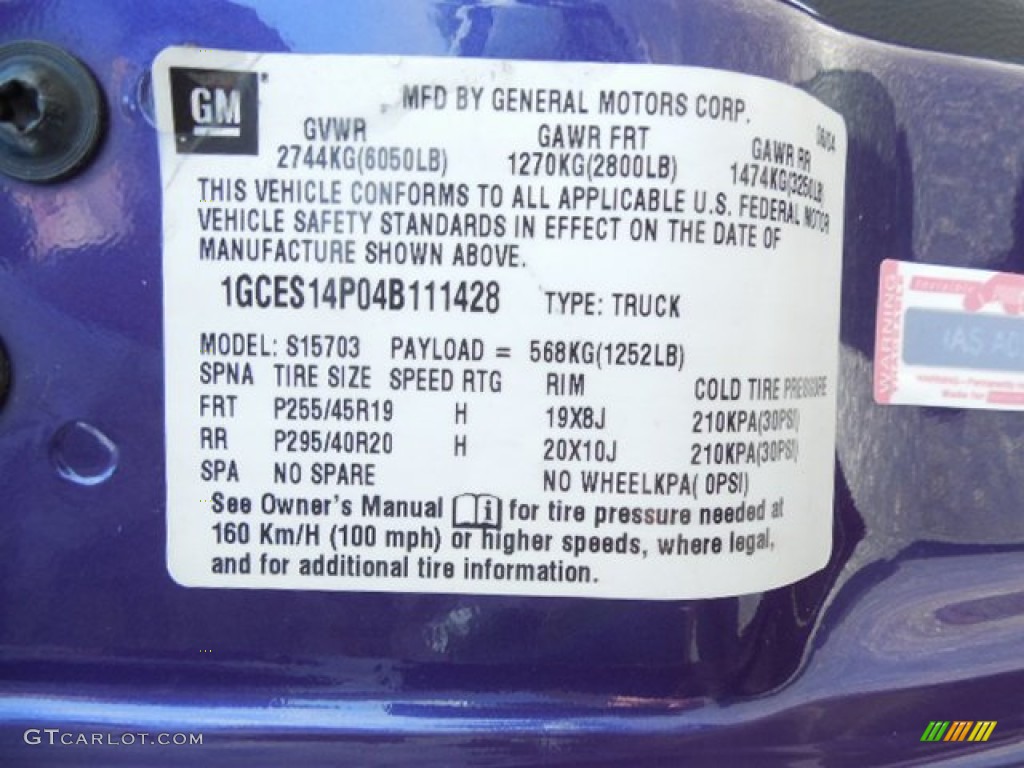 GM
MFD BY GENERAL MOTORS CORP. 06/04
GVWR GAWR FRT GAWR RR
2744KG(6050LB) 1270KG(2800LB) 1474KG(3250LB)
THIS VEHICLE CONFORMS TO ALL APPLICABLE U.S. FEDERAL MOTOR
VEHICLE SAFETY STANDARDS IN EFFECT ON THE DATE OF
MANUFACTURE SHOWN ABOVE.
1GCES14P04B111428 TYPE: TRUCK
MODEL: S15703 PAYLOAD = 568KG(1252LB)
SPNA TIRE SIZE SPEED RTG RIM COLD TIRE PRESSURE
FRT P255/45R19 H 19X8J 210KPA(30PSI)
RR P295/40R20 H 20X10J 210KPA(30PSI)
SPA NO SPARE NO WHEELKPA( 0PSI)
See Owner's Manual i for tire pressure needed at
160 Km/H (100 mph) or higher speeds, where legal,
and for additional tire information.
WARNING
Invisible
GTCARLOT.COM